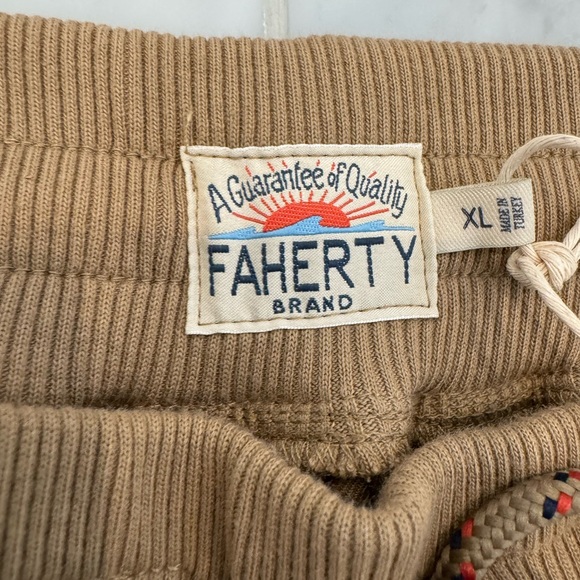 A Guarantee of Quality
FAHERTY
BRAND
XL
MADE IN
TURKEY